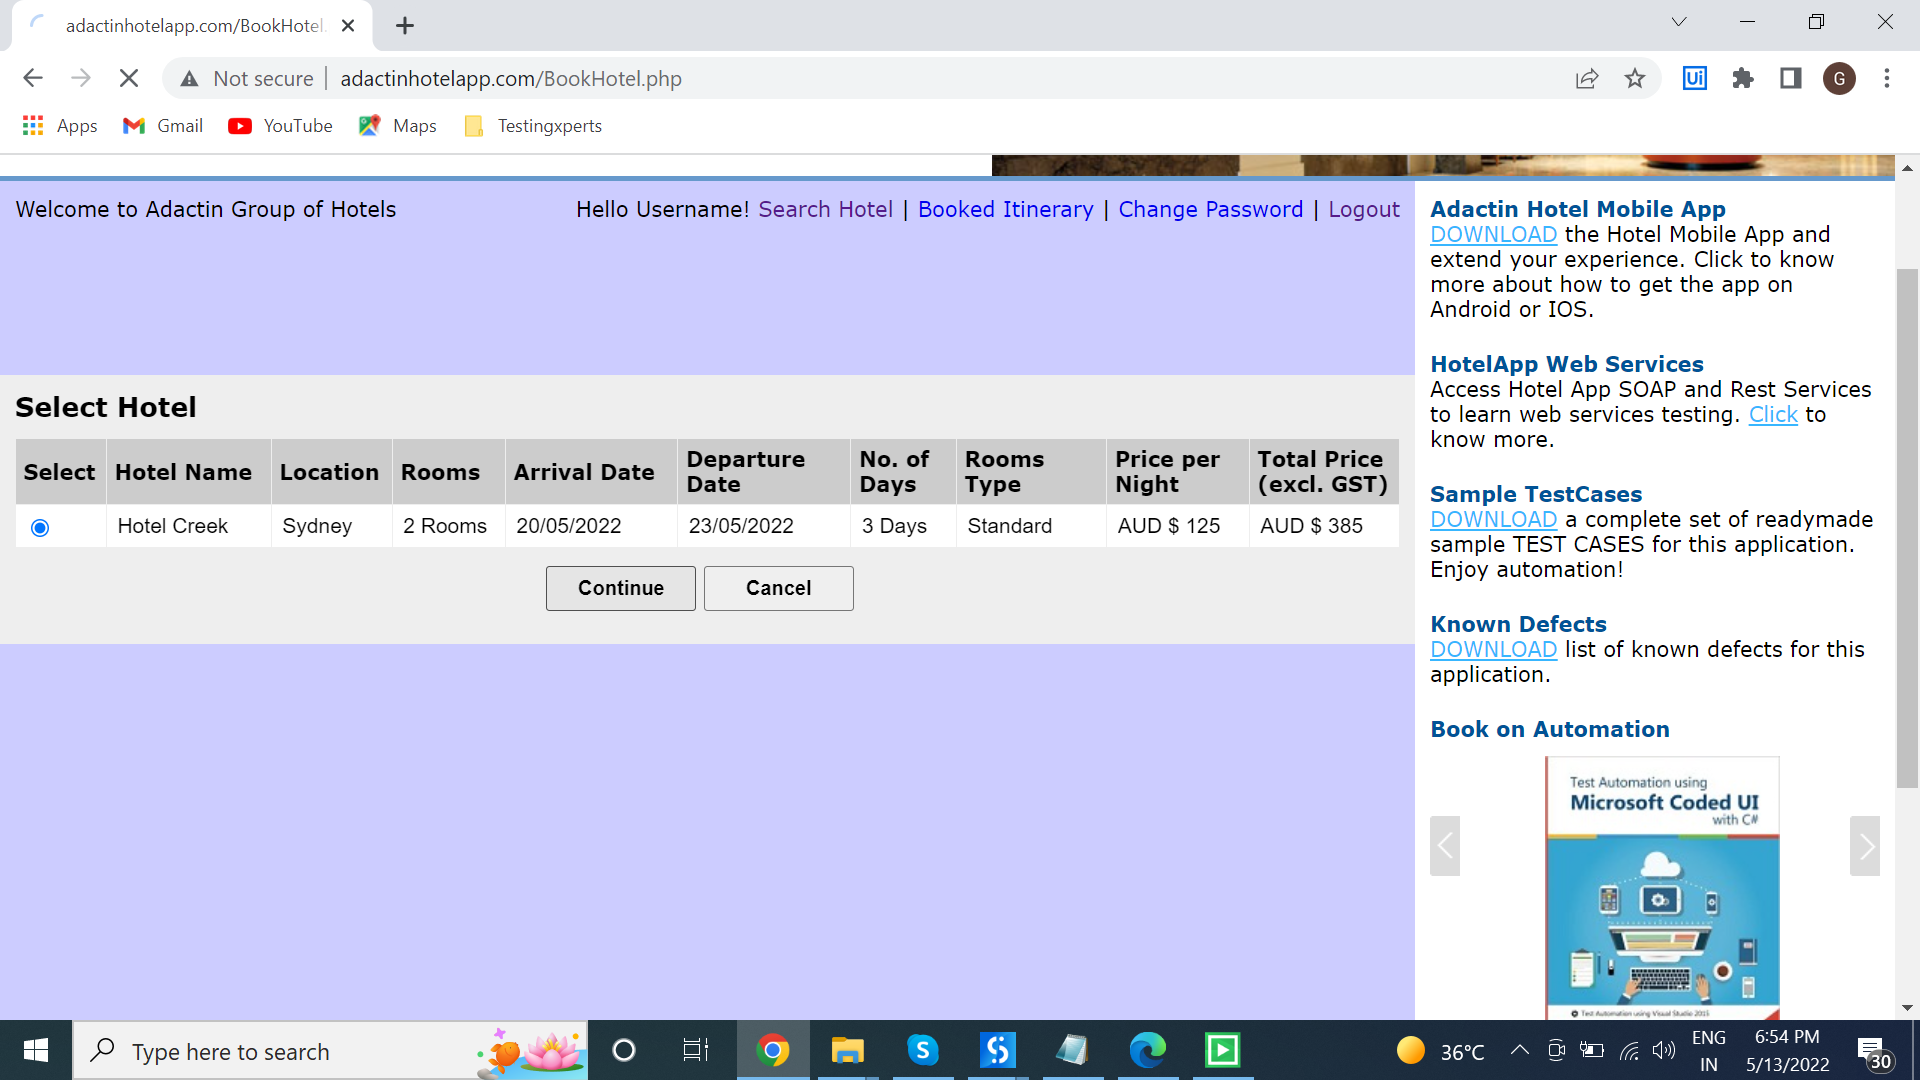 adactinhotelapp.com/BookHotel.
Not secure
adactinhotelapp.com/BookHotel.php
G
Apps
Gmail
YouTube
Maps
Testingxperts
Welcome to Adactin Group of Hotels
Hello Username! Search Hotel | Booked Itinerary | Change Password | Logout
Select Hotel
Select Hotel Name Location Rooms Arrival Date Departure Date No. of Days Rooms Type Price per Night Total Price (excl. GST)
Hotel Creek Sydney 2 Rooms 20/05/2022 23/05/2022 3 Days Standard AUD $ 125 AUD $ 385
Continue Cancel
Adactin Hotel Mobile App
DOWNLOAD the Hotel Mobile App and
extend your experience. Click to know
more about how to get the app on
Android or IOS.
HotelApp Web Services
Access Hotel App SOAP and Rest Services
to learn web services testing. Click to
know more.
Sample TestCases
DOWNLOAD a complete set of readymade
sample TEST CASES for this application.
Enjoy automation!
Known Defects
DOWNLOAD list of known defects for this
application.
Book on Automation
Test Automation using
Microsoft Coded UI
with C#
Test Automation using Visual Studio 2015
Type here to search
36°C
ENG
IN
6:54 PM
5/13/2022
30